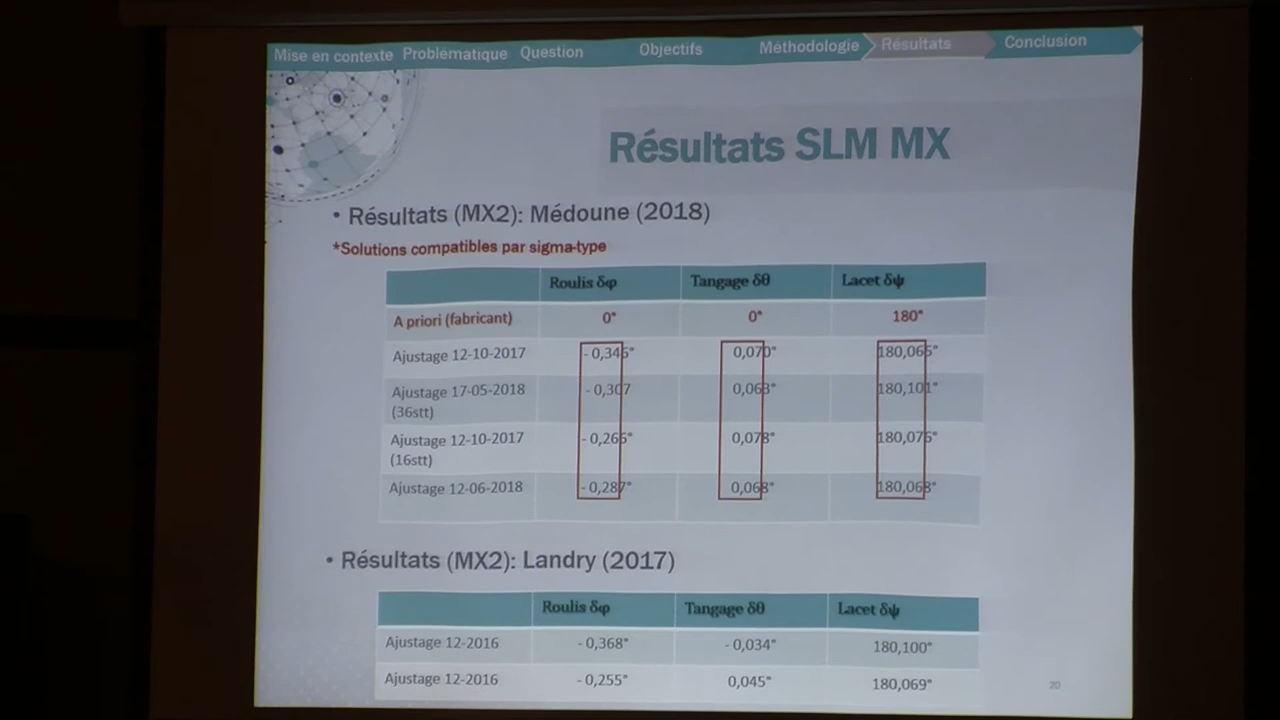 Mise en contexte Problématique Question Objectifs Méthodologie Résultats Conclusion
Résultats SLM MX
• Résultats (MX2): Médoune (2018)
*Solutions compatibles par sigma-type
Roulis δφ Tangage δθ Lacet δψ
A priori (fabricant) 0° 0° 180°
Ajustage 12-10-2017 - 0,345° 0,070° 180,065°
Ajustage 17-05-2018 - 0,307 0,063° 180,101°
(36stt)
Ajustage 12-10-2017 - 0,265° 0,078° 180,075°
(16stt)
Ajustage 12-06-2018 - 0,287° 0,068° 180,063°
• Résultats (MX2): Landry (2017)
Roulis δφ Tangage δθ Lacet δψ
Ajustage 12-2016 - 0,368° - 0,034° 180,100°
Ajustage 12-2016 - 0,255° 0,045° 180,069°
20